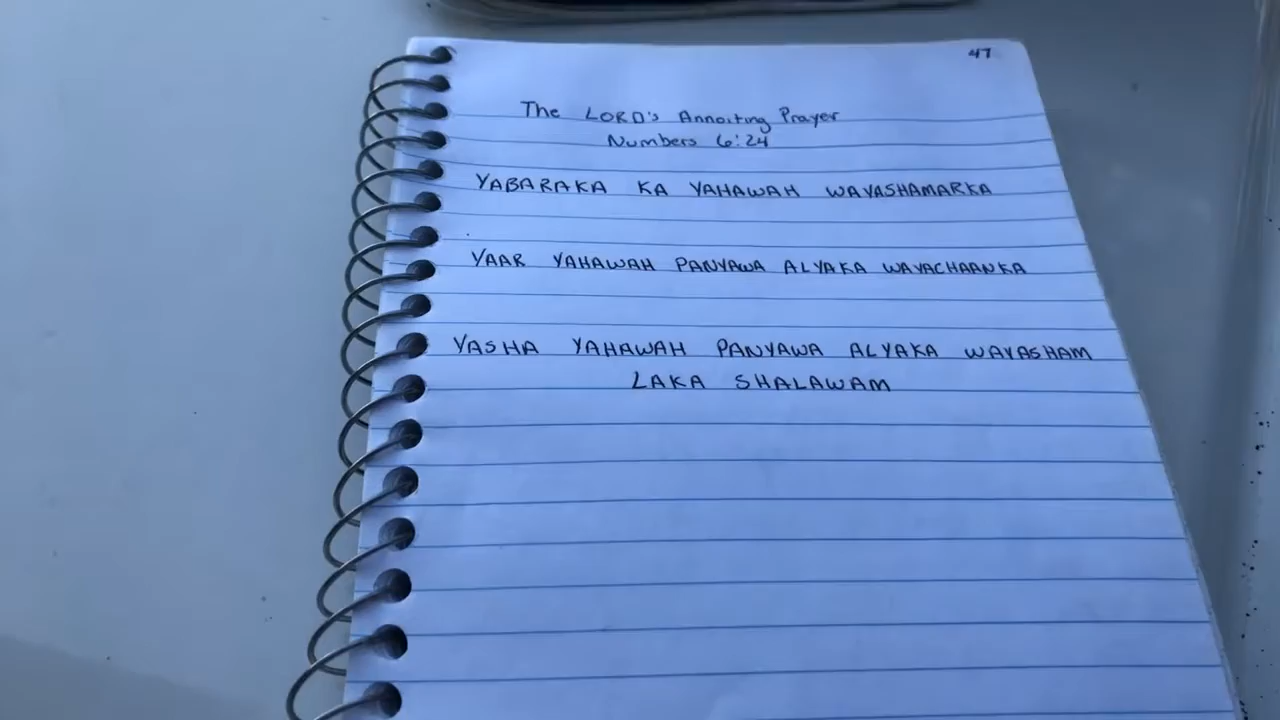 47
The LORD's Annoiting Prayer
Numbers 6:24
YABARAKA KA YAHAWAH WAYASHAMARKA
YAAR YAHAWAH PANYAWA ALYAKA WAYACHAANKA
YASHA YAHAWAH PANYAWA ALYAKA WAYASHAM
LAKA SHALAWAM